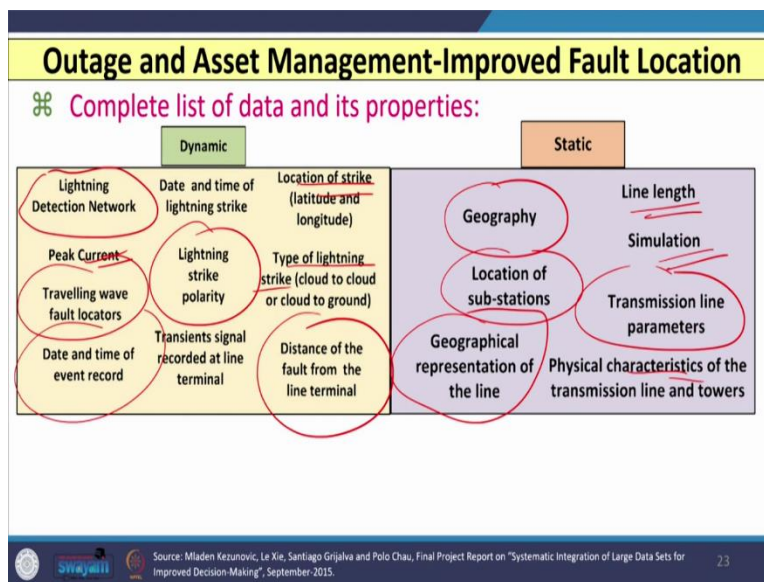 Outage and Asset Management-Improved Fault Location
⌘ Complete list of data and its properties:
Dynamic
Lightning
Detection Network
Date and time of
lightning strike
Location of strike
(latitude and
longitude)
Peak Current
Lightning
strike
polarity
Type of lightning
strike (cloud to cloud
or cloud to ground)
Travelling wave
fault locators
Date and time of
event record
Transients signal
recorded at line
terminal
Distance of the
fault from the
line terminal
Static
Geography
Line length
Simulation
Location of
sub-stations
Transmission line
parameters
Geographical
representation of
the line
Physical characteristics of the
transmission line and towers
swayam
Source: Mladen Kezunovic, Le Xie, Santiago Grijalva and Polo Chau, Final Project Report on “Systematic Integration of Large Data Sets for
Improved Decision-Making”, September-2015.
23